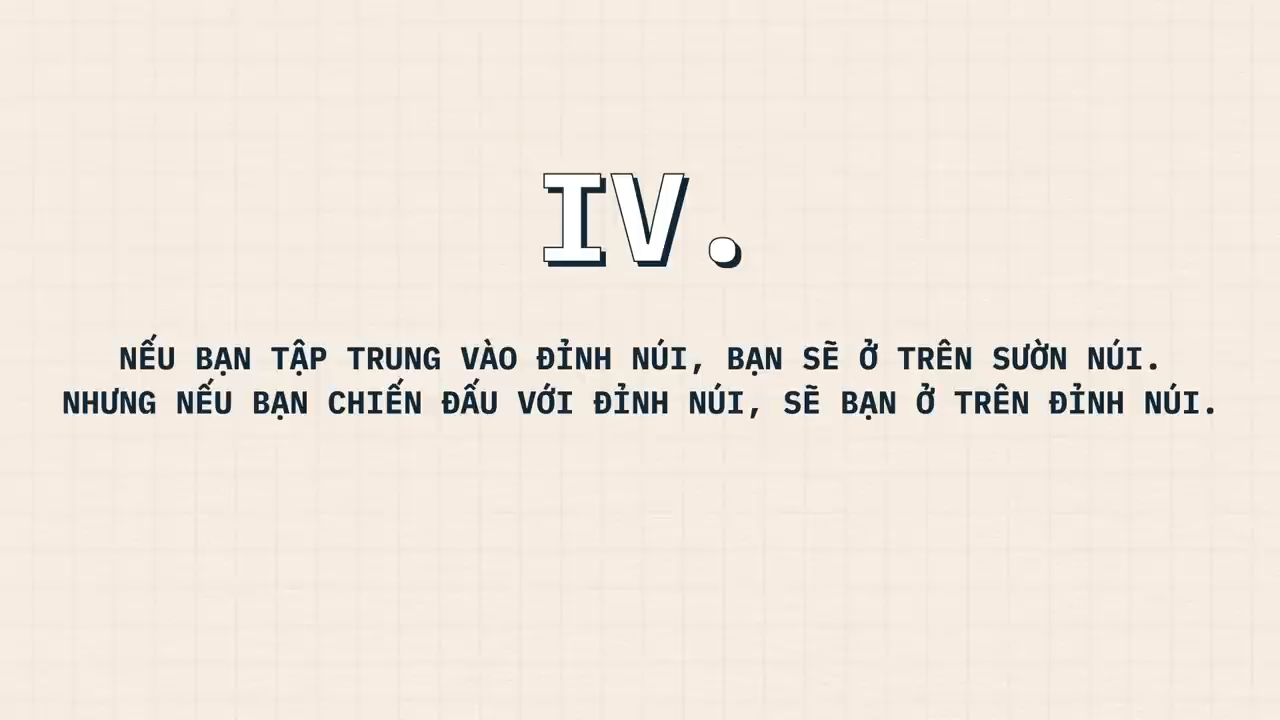 IV.
NẾU BẠN TẬP TRUNG VÀO ĐỈNH NÚI, BẠN SẼ Ở TRÊN SƯỜN NÚI.
NHƯNG NẾU BẠN CHIẾN ĐẤU VỚI ĐỈNH NÚI, SẼ BẠN Ở TRÊN ĐỈNH NÚI.